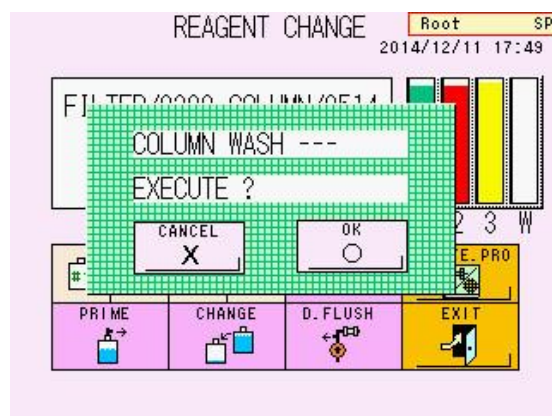 REAGENT CHANGE
Root SP
2014/12/11 17:49
COLUMN WASH ---
EXECUTE ?
CANCEL
X
OK
2 3 W
PRIME CHANGE D.FLUSH EXIT